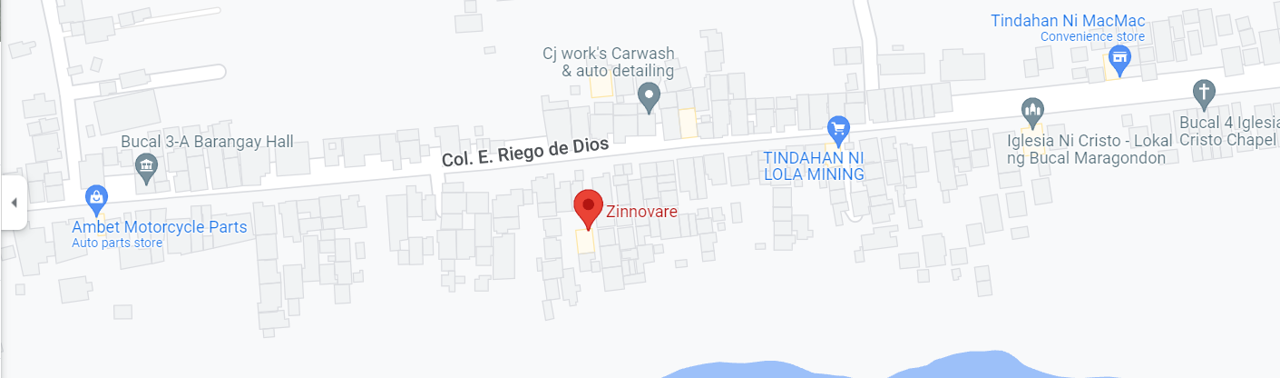 Tindahan Ni MacMac
Convenience store
Cj work's Carwash
& auto detailing
Bucal 3-A Barangay Hall
Col. E. Riego de Dios
TINDAHAN NI
LOLA MINING
Iglesia Ni Cristo - Lokal
ng Bucal Maragondon
Bucal 4 Iglesia
Cristo Chapel
Zinnovare
Ambet Motorcycle Parts
Auto parts store